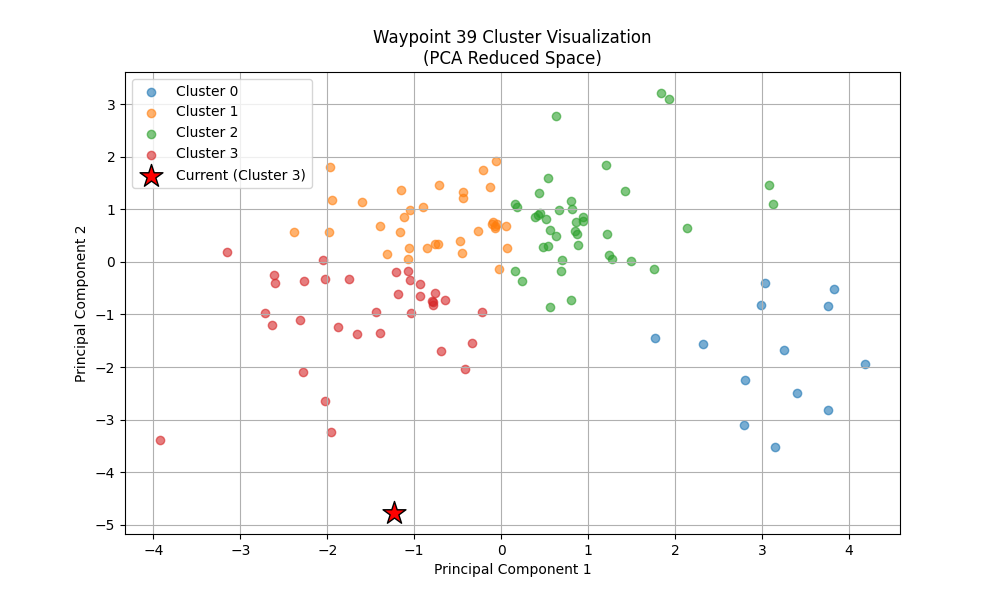 Waypoint 39 Cluster Visualization
(PCA Reduced Space)
Cluster 0
Cluster 1
Cluster 2
Cluster 3
Current (Cluster 3)
Principal Component 2
3
2
1
0
−1
−2
−3
−4
−5
−4 −3 −2 −1 0 1 2 3 4
Principal Component 1